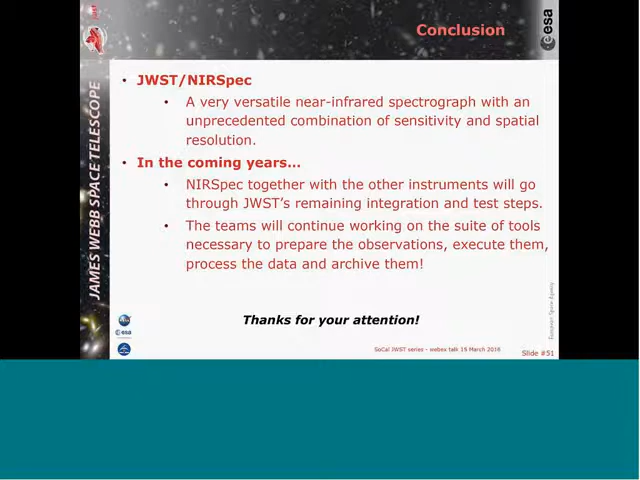 Conclusion
esa
JAMES WEBB SPACE TELESCOPE
• JWST/NIRSpec
• A very versatile near-infrared spectrograph with an
unprecedented combination of sensitivity and spatial
resolution.
• In the coming years...
• NIRSpec together with the other instruments will go
through JWST's remaining integration and test steps.
• The teams will continue working on the suite of tools
necessary to prepare the observations, execute them,
process the data and archive them!
Thanks for your attention!
esa
European Space Agency
SoCal JWST series - webex talk 15 March 2016
Slide #51